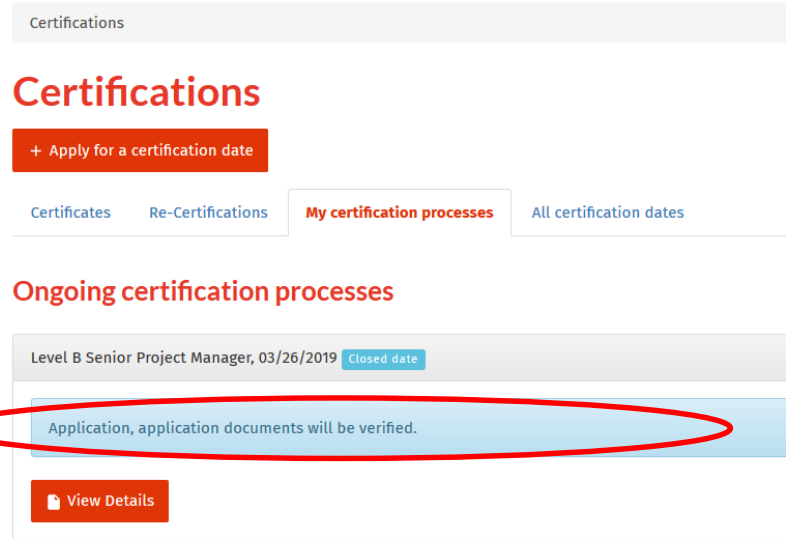 Certifications
Certifications
+ Apply for a certification date
Certificates Re-Certifications My certification processes All certification dates
Ongoing certification processes
Level B Senior Project Manager, 03/26/2019 Closed date
Application, application documents will be verified.
View Details